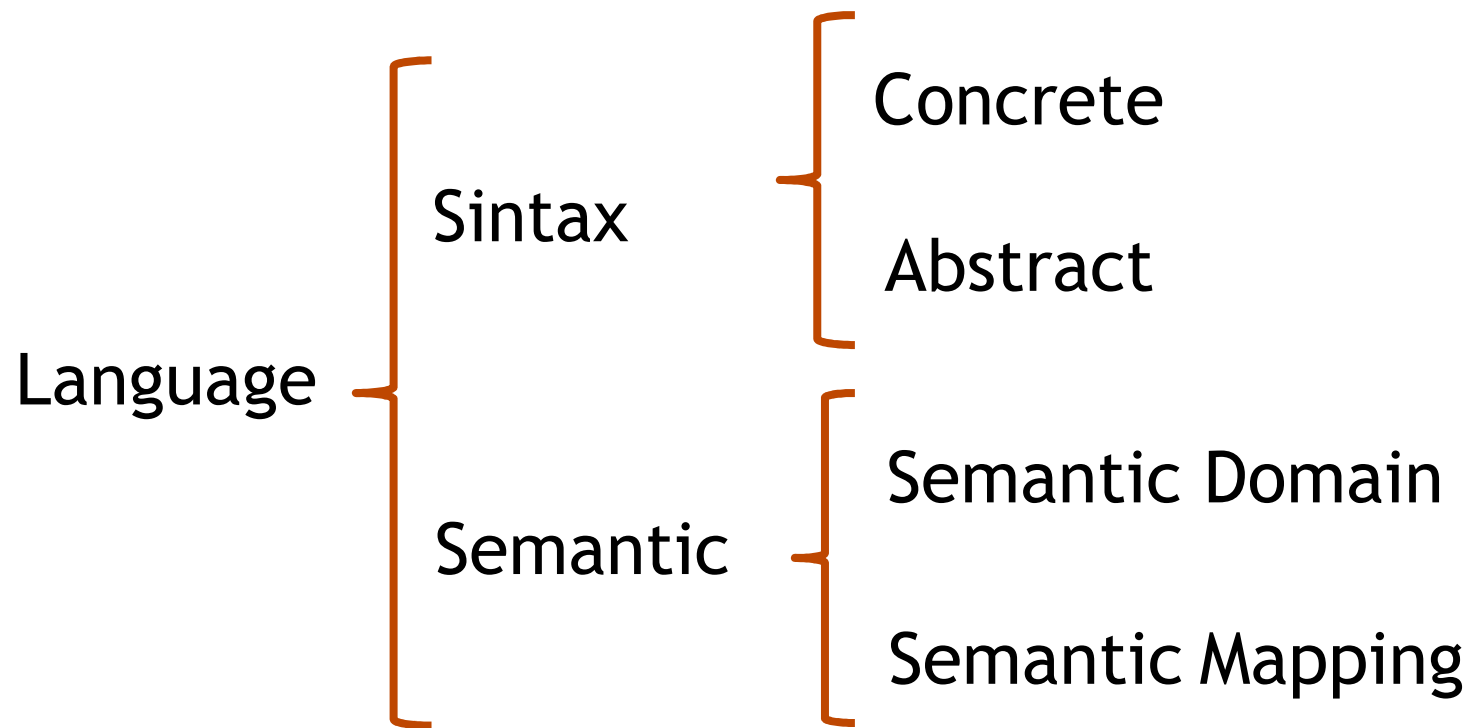 Language
Sintax
Concrete
Abstract
Semantic
Semantic Domain
Semantic Mapping